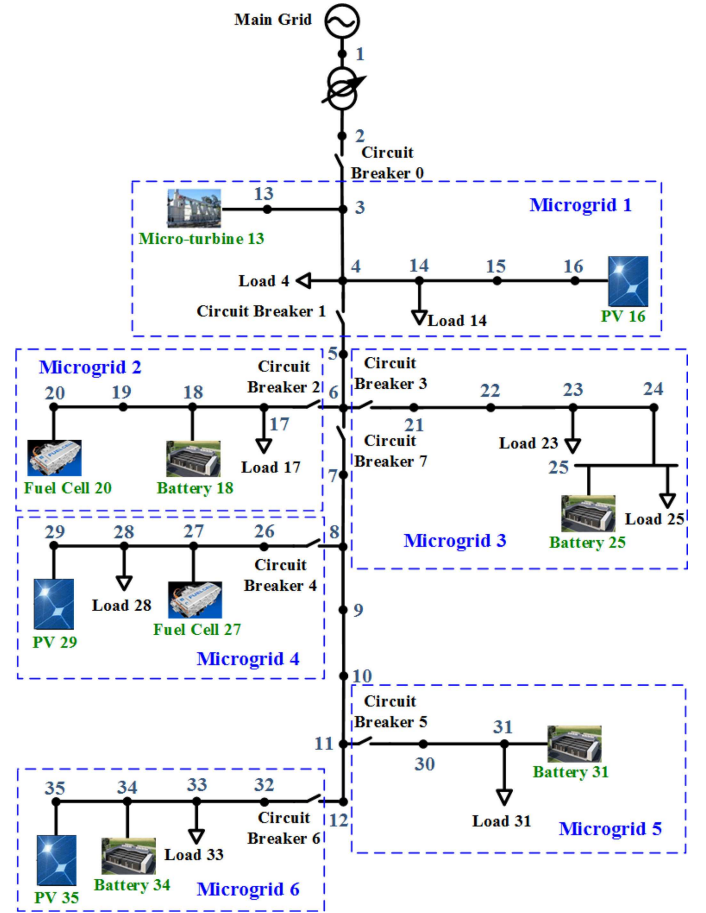 Main Grid
1
2
Circuit
Breaker 0
13
3
Microgrid 1
Micro-turbine 13
Load 4
4
14
15
16
Circuit Breaker 1
Load 14
PV 16
5
Microgrid 2
Circuit
Breaker 2
Circuit
Breaker 3
20
19
18
17
6
21
22
23
24
Circuit
Breaker 7
Load 17
Load 23
25
Fuel Cell 20
Battery 18
7
Load 25
Battery 25
Microgrid 3
29
28
27
26
8
Circuit
Breaker 4
Load 28
PV 29
Fuel Cell 27
9
Microgrid 4
10
Circuit
Breaker 5
11
30
31
Battery 31
35
34
33
32
12
Circuit
Breaker 6
Load 31
Load 33
PV 35
Battery 34
Microgrid 5
Microgrid 6